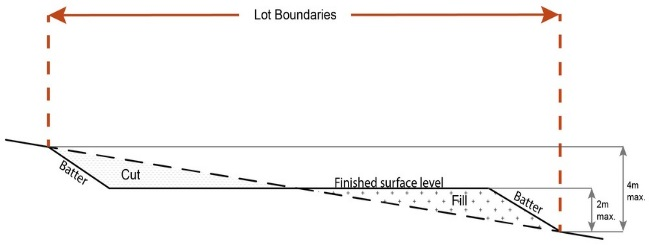 Lot Boundaries
Batter
Cut
Finished surface level
Fill
Batter
2m
max.
4m
max.